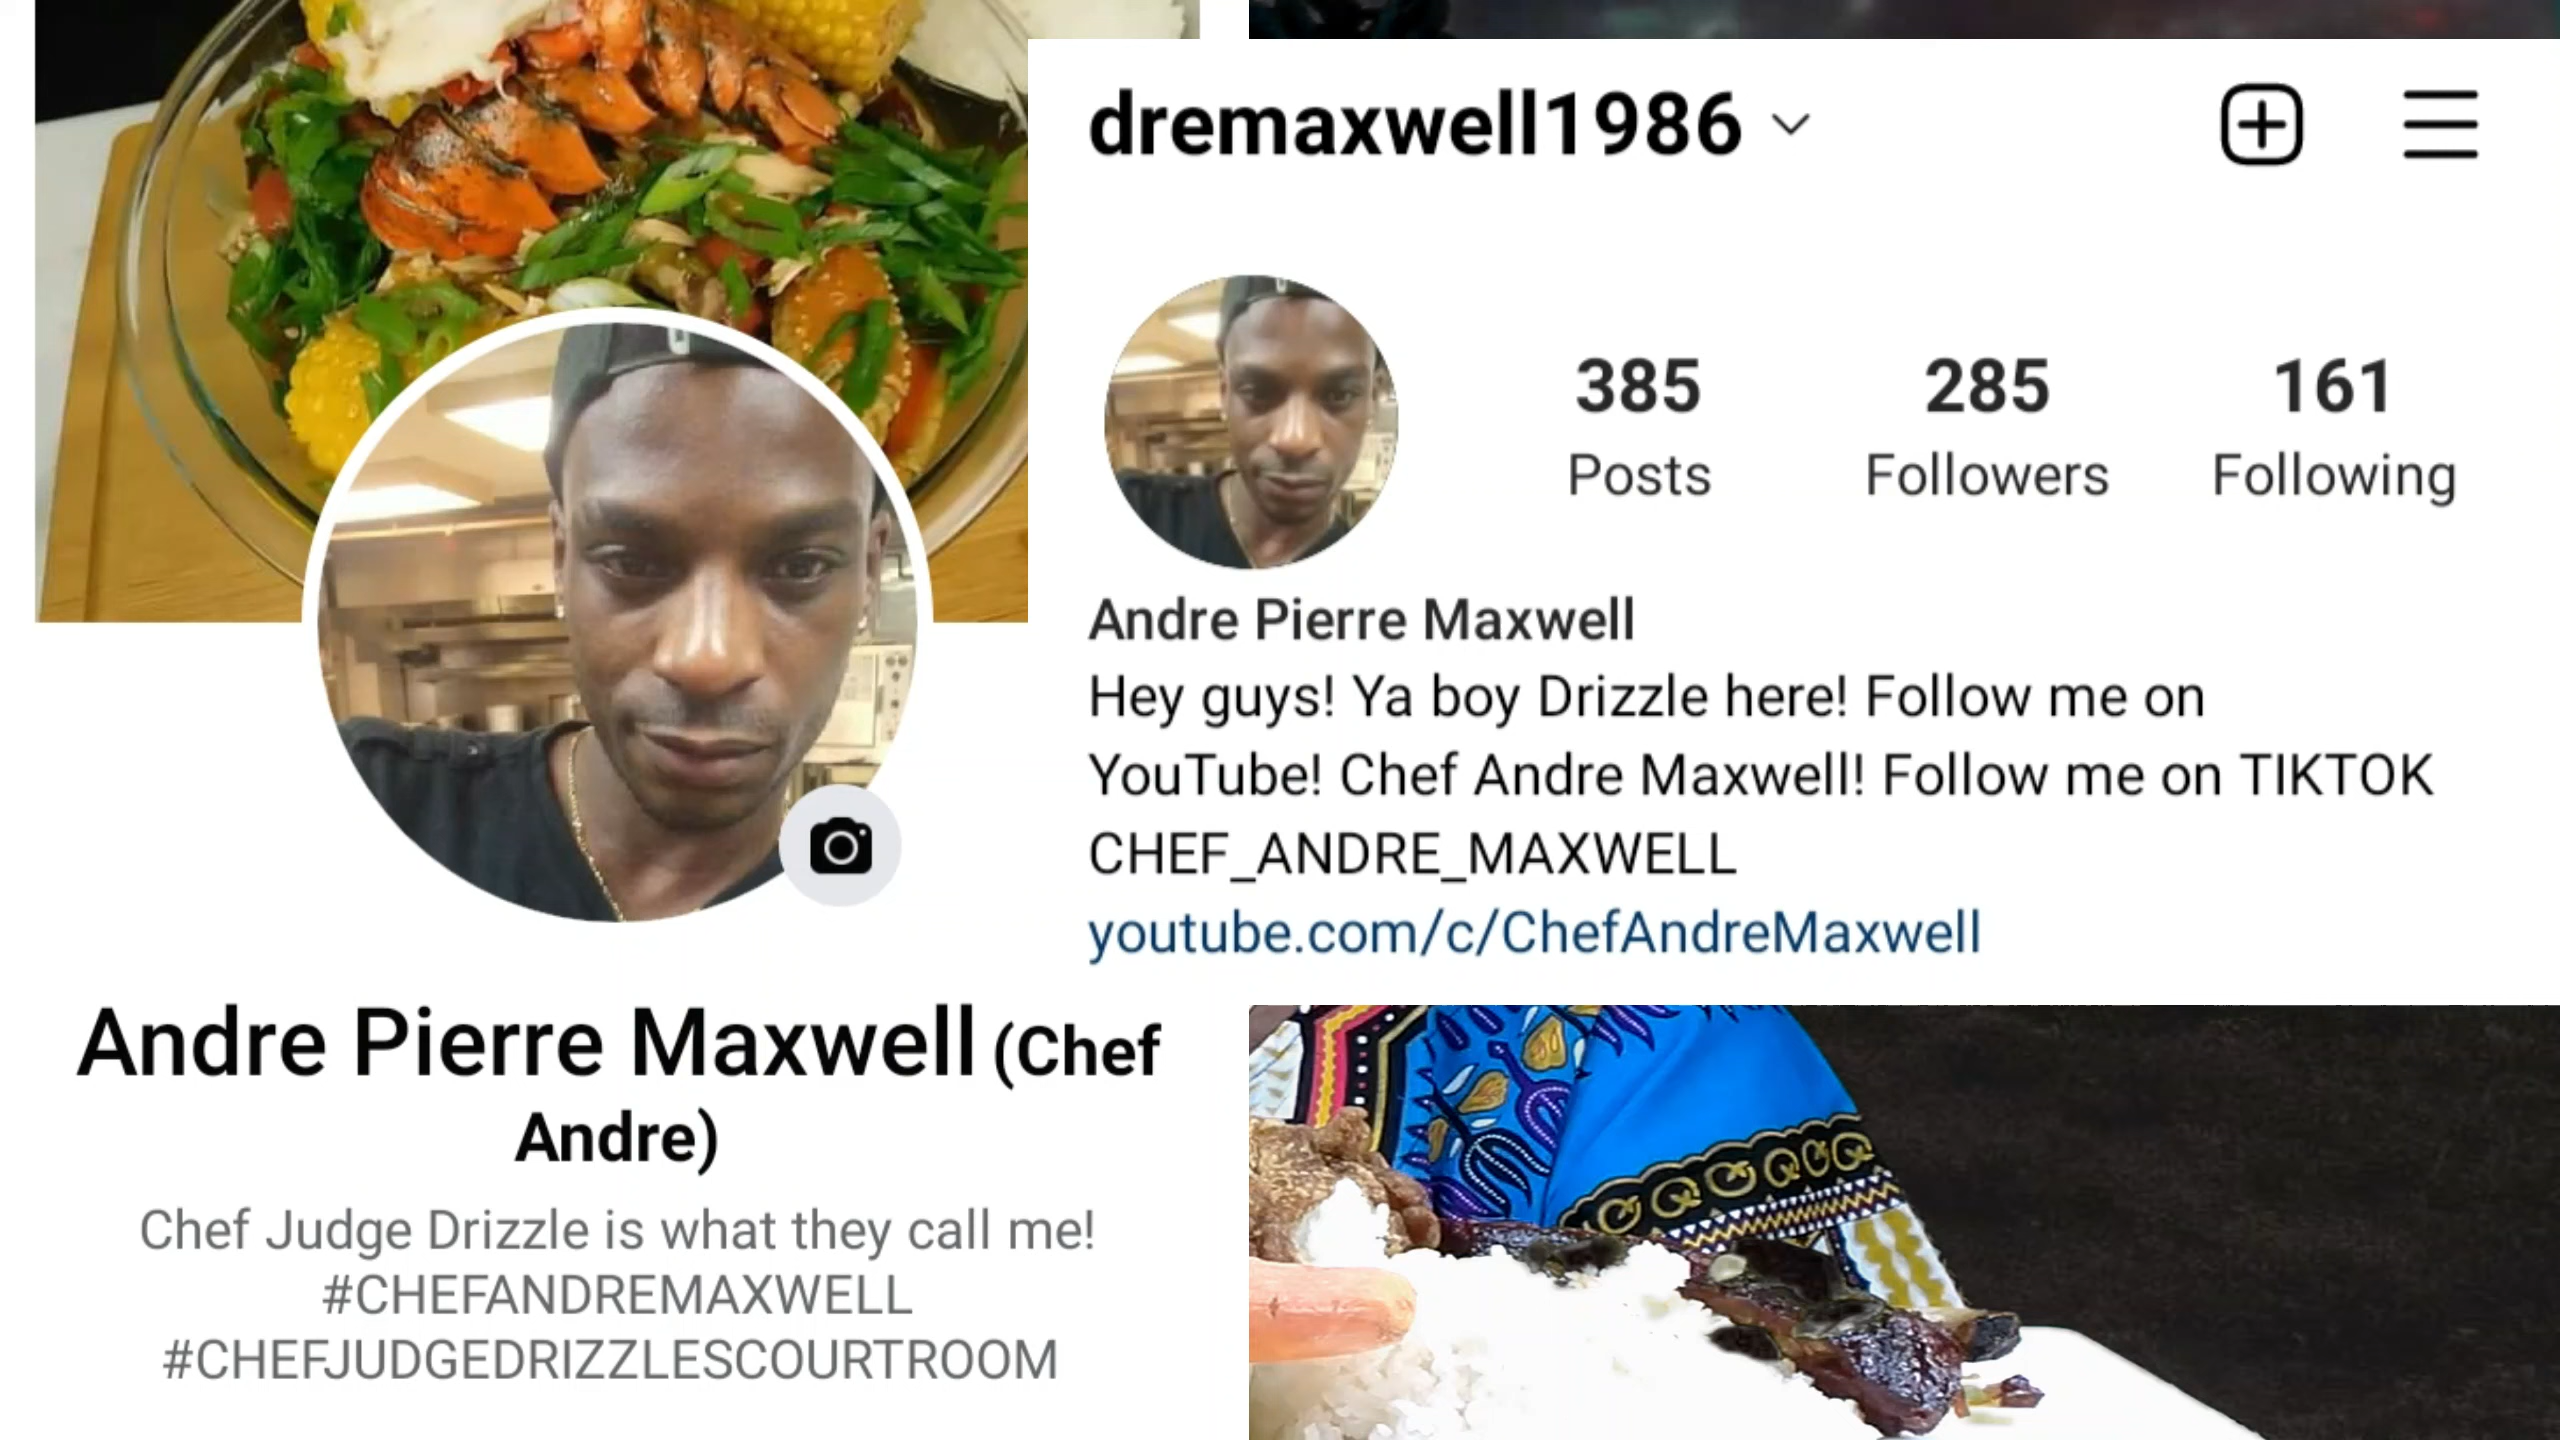 dremaxwell1986
385
Posts
285
Followers
161
Following
Andre Pierre Maxwell
Hey guys! Ya boy Drizzle here! Follow me on
YouTube! Chef Andre Maxwell! Follow me on TIKTOK
CHEF_ANDRE_MAXWELL
youtube.com/c/ChefAndreMaxwell
Andre Pierre Maxwell (Chef
Andre)
Chef Judge Drizzle is what they call me!
#CHEFANDREMAXWELL
#CHEFJUDGEDRIZZLESCOURTROOM